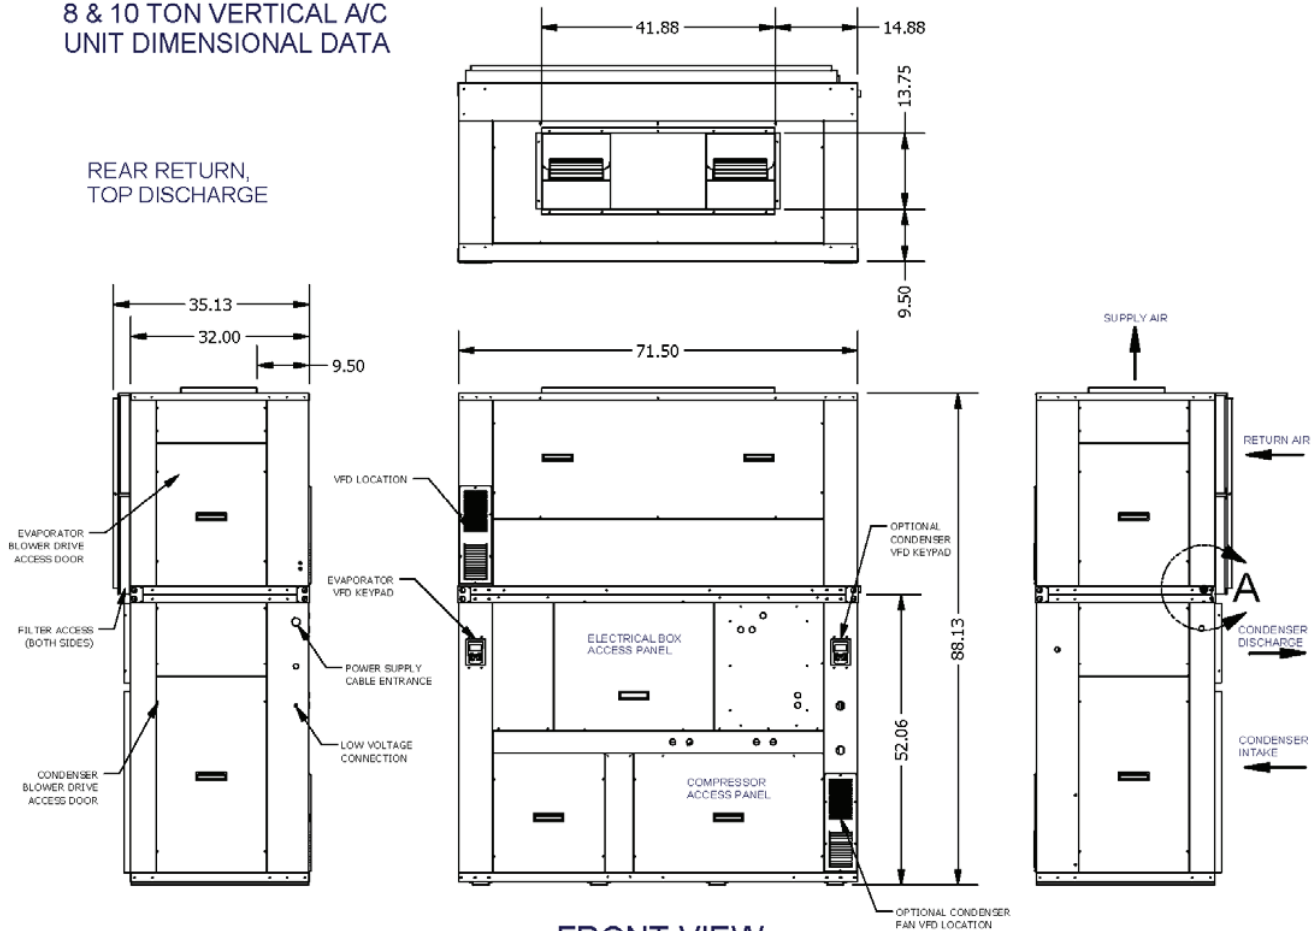 8 & 10 TON VERTICAL A/C
UNIT DIMENSIONAL DATA
REAR RETURN,
TOP DISCHARGE
41.88
14.88
13.75
9.50
35.13
32.00
9.50
71.50
SUPPLY AIR
RETURN AIR
VFD LOCATION
OPTIONAL
CONDENSER
VFD KEYPAD
EVAPORATOR
BLOWER DRIVE
ACCESS DOOR
EVAPORATOR
VFD KEYPAD
A
FILTER ACCESS
(BOTH SIDES)
ELECTRICAL BOX
ACCESS PANEL
88.13
CONDENSER
DISCHARGE
POWER SUPPLY
CABLE ENTRANCE
52.06
LOW VOLTAGE
CONNECTION
CONDENSER
INTAKE
CONDENSER
BLOWER DRIVE
ACCESS DOOR
COMPRESSOR
ACCESS PANEL
OPTIONAL CONDENSER
FAN VFD LOCATION
FRONT VIEW